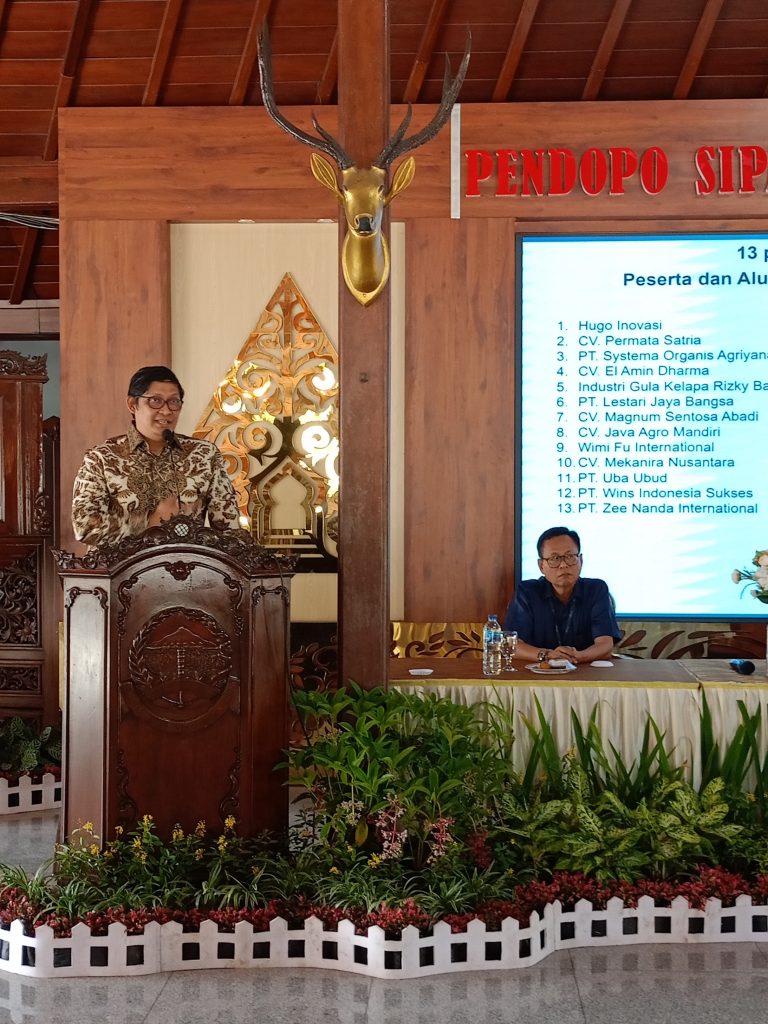 PENDOPO SIPA
13 p
Peserta dan Alu
1. Hugo Inovasi
2. CV. Permata Satria
3. PT. Systema Organis Agriyana
4. CV. El Amin Dharma
5. Industri Gula Kelapa Rizky Ba
6. PT. Lestari Jaya Bangsa
7. CV. Magnum Sentosa Abadi
8. CV. Java Agro Mandiri
9. Wimi Fu International
10. CV. Mekanira Nusantara
11. PT. Uba Ubud
12. PT. Wins Indonesia Sukses
13. PT. Zee Nanda International